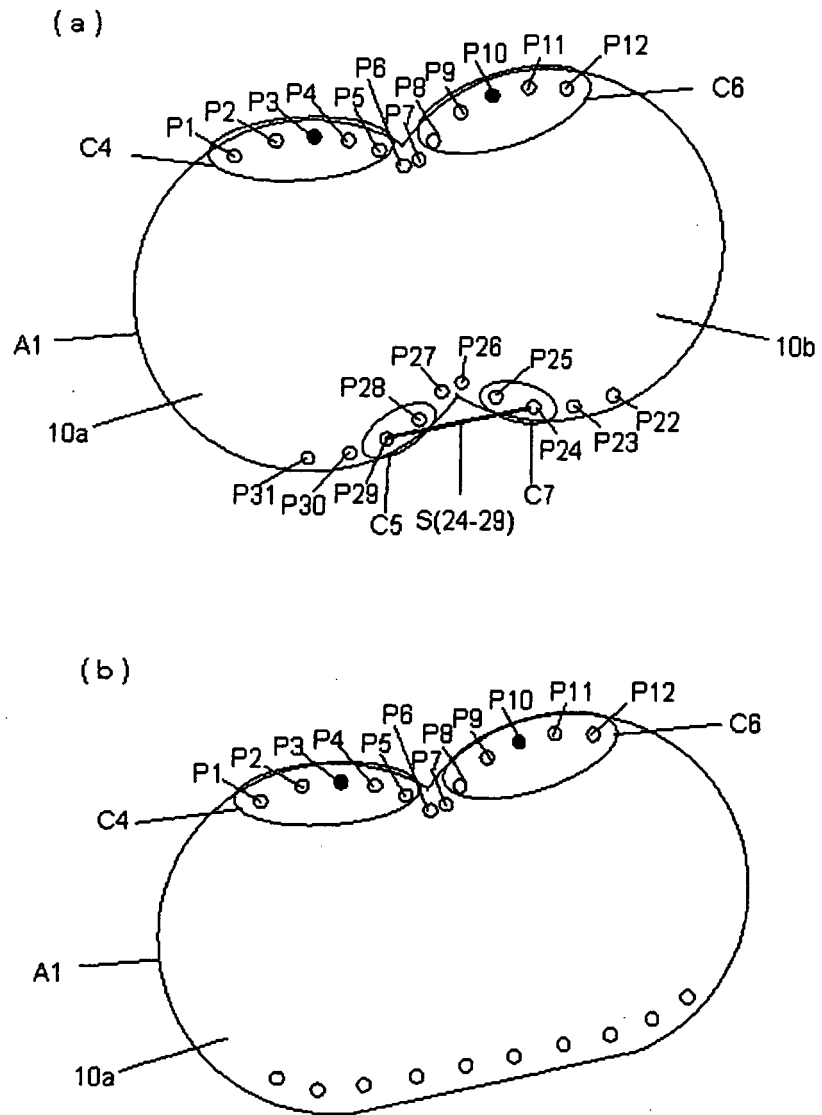 (a)
P10 P11 P12
P6 P9
P8
P3 P4 P5 P7 C6
P2
P1
C4
A1 10b
P26
P27 P25
P28
10a P22
P23
P24
P31 P30 P29 C7
C5 S(24-29)
(b)
P10 P11 P12
P6 P9 C6
P8
P3 P4 P5 P7
P2
P1
C4
A1
10a